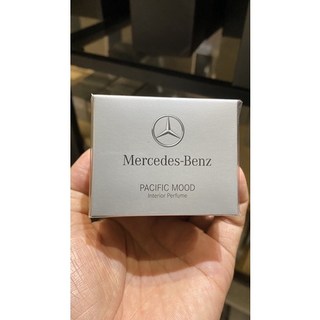 Mercedes-Benz
PACIFIC MOOD
Interior Perfume